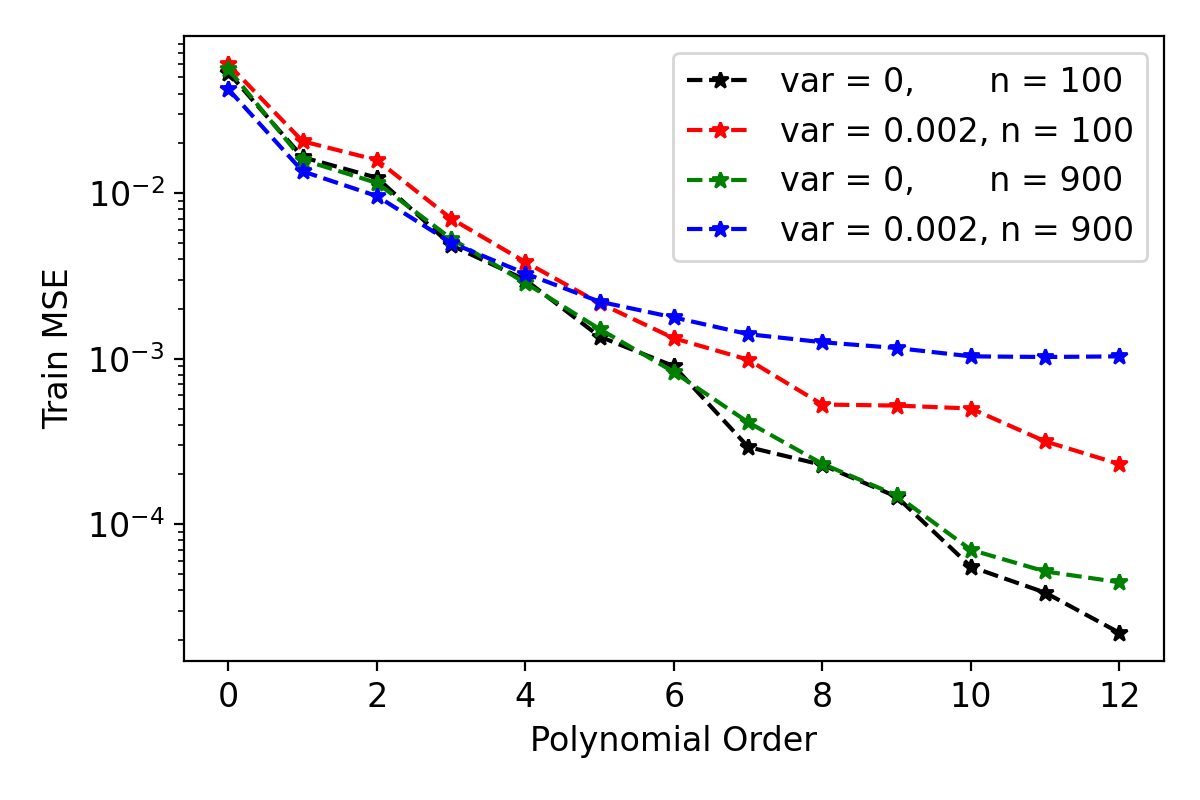 var = 0, n = 100
var = 0.002, n = 100
var = 0, n = 900
var = 0.002, n = 900
Train MSE
10⁻²
10⁻³
10⁻⁴
0 2 4 6 8 10 12
Polynomial Order